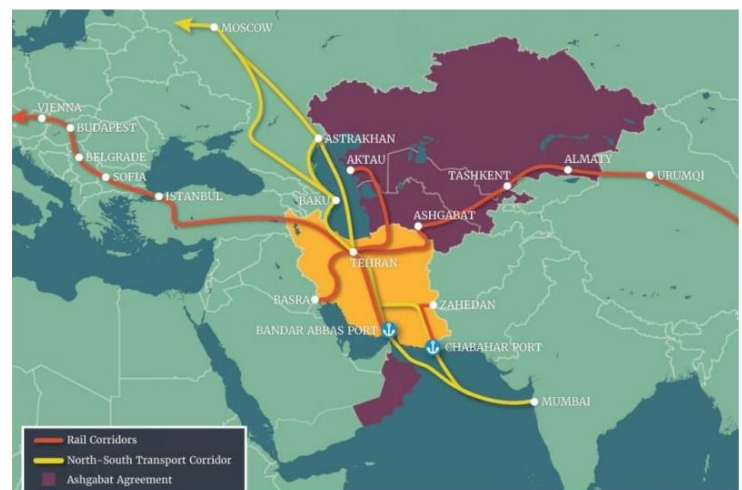 MOSCOW
VIENNA
BUDAPEST
BELGRADE
SOFIA
ISTANBUL
ASTRAKHAN
AKTAU
BAKU
TASHKENT
ALMATY
URUMQI
ASHGABAT
TEHRAN
BASRA
ZAHEDAN
BANDAR ABBAS PORT
CHABAHAR PORT
MUMBAI
Rail Corridors
North-South Transport Corridor
Ashgabat Agreement